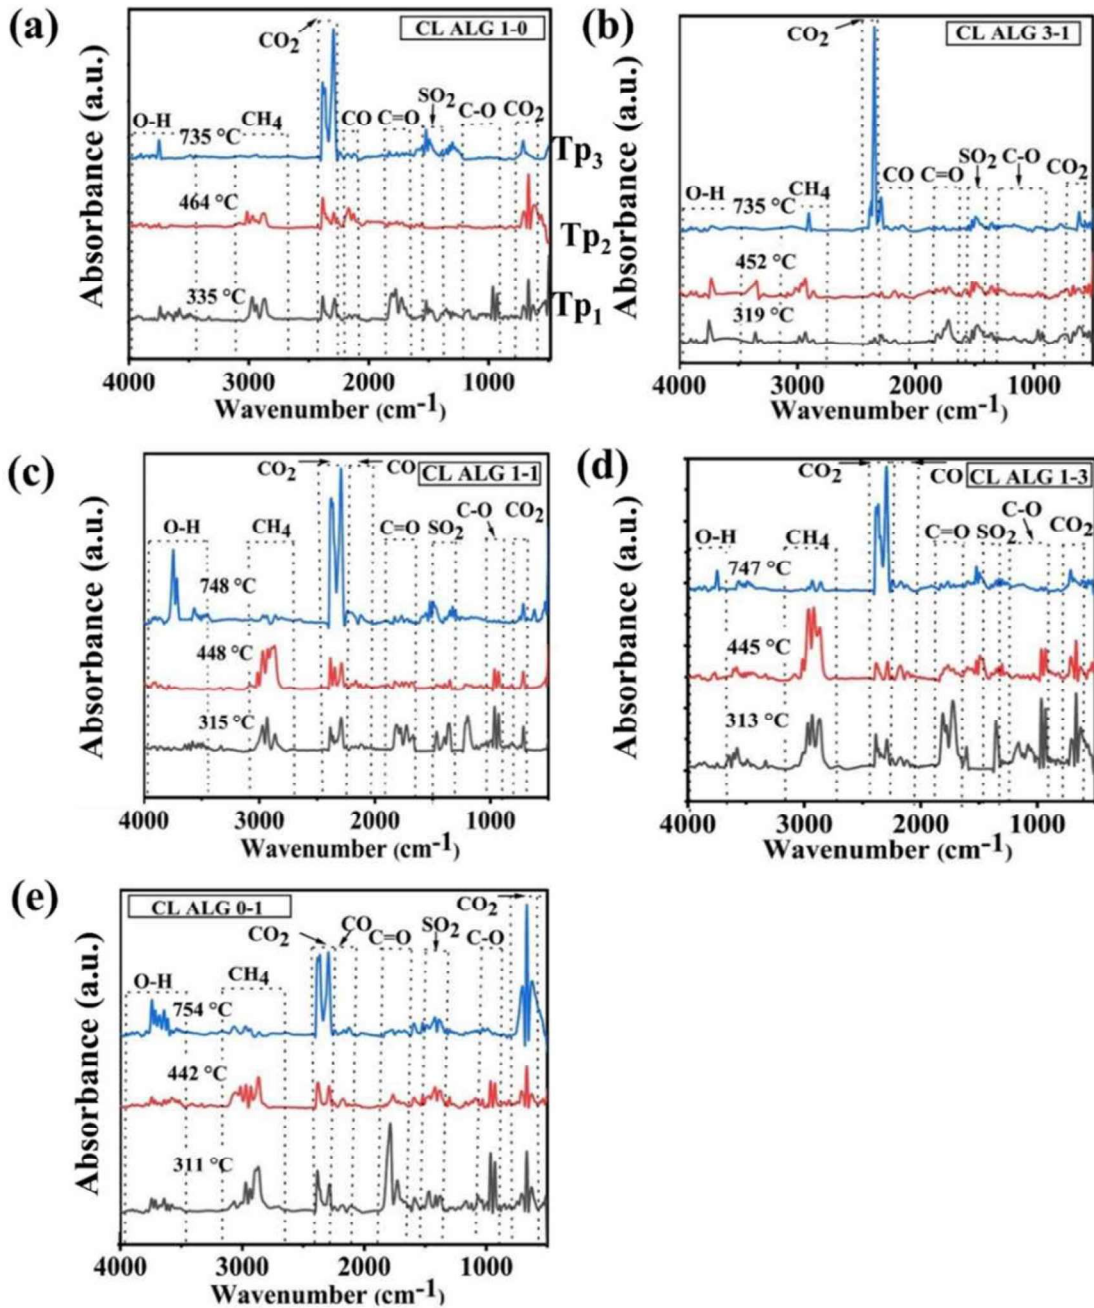 (a)
CL ALG 1-0
CO2
O-H
CH4
CO
C=O
SO2
C-O
CO2
735 °C
Tp3
464 °C
Tp2
335 °C
Tp1
Absorbance (a.u.)
4000 3000 2000 1000
Wavenumber (cm-1)
(b)
CL ALG 3-1
CO2
O-H
CH4
CO
C=O
SO2
C-O
CO2
735 °C
452 °C
319 °C
Absorbance (a.u.)
4000 3000 2000 1000
Wavenumber (cm-1)
(c)
CL ALG 1-1
CO2
CO
O-H
CH4
C=O
SO2
C-O
CO2
748 °C
448 °C
315 °C
Absorbance (a.u.)
4000 3000 2000 1000
Wavenumber (cm-1)
(d)
CL ALG 1-3
CO2
CO
O-H
CH4
C=O
SO2
C-O
CO2
747 °C
445 °C
313 °C
Absorbance (a.u.)
4000 3000 2000 1000
Wavenumber (cm-1)
(e)
CL ALG 0-1
CO2
CO2
CO
C=O
SO2
C-O
O-H
CH4
754 °C
442 °C
311 °C
Absorbance (a.u.)
4000 3000 2000 1000
Wavenumber (cm-1)